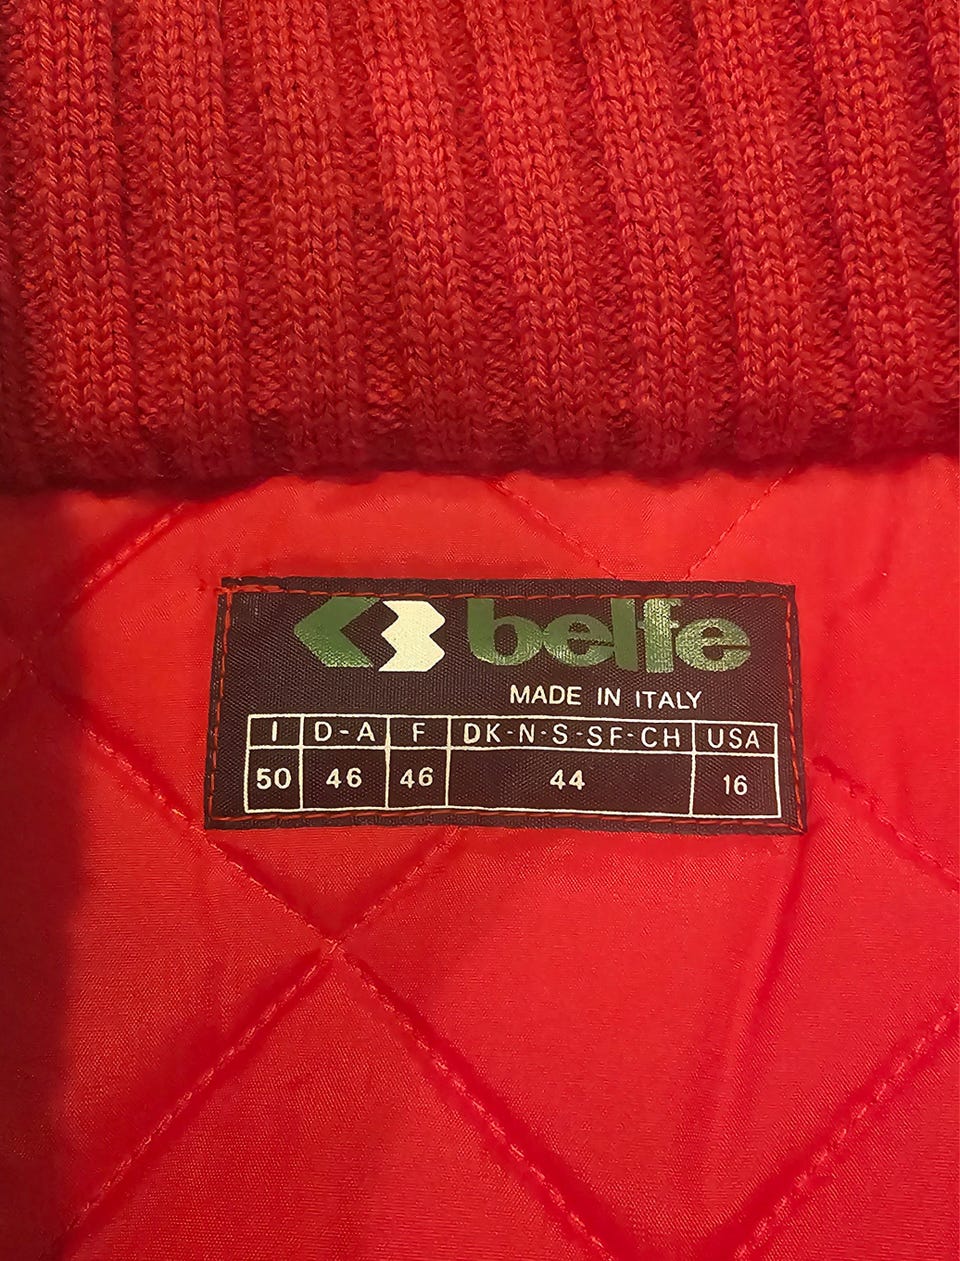 belfe
MADE IN ITALY
I D-A F DK-N-S-SF-CH USA
50 46 46 44 16